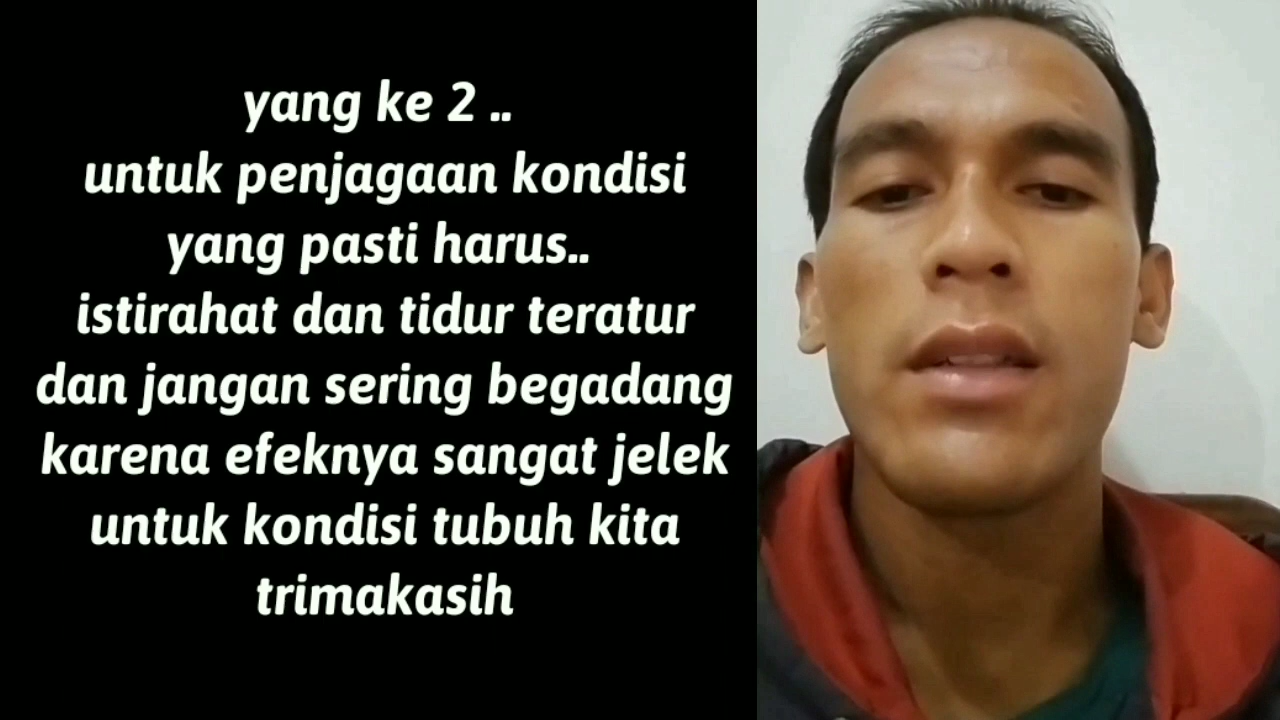 yang ke 2 ..
untuk penjagaan kondisi
yang pasti harus..
istirahat dan tidur teratur
dan jangan sering begadang
karena efeknya sangat jelek
untuk kondisi tubuh kita
trimakasih